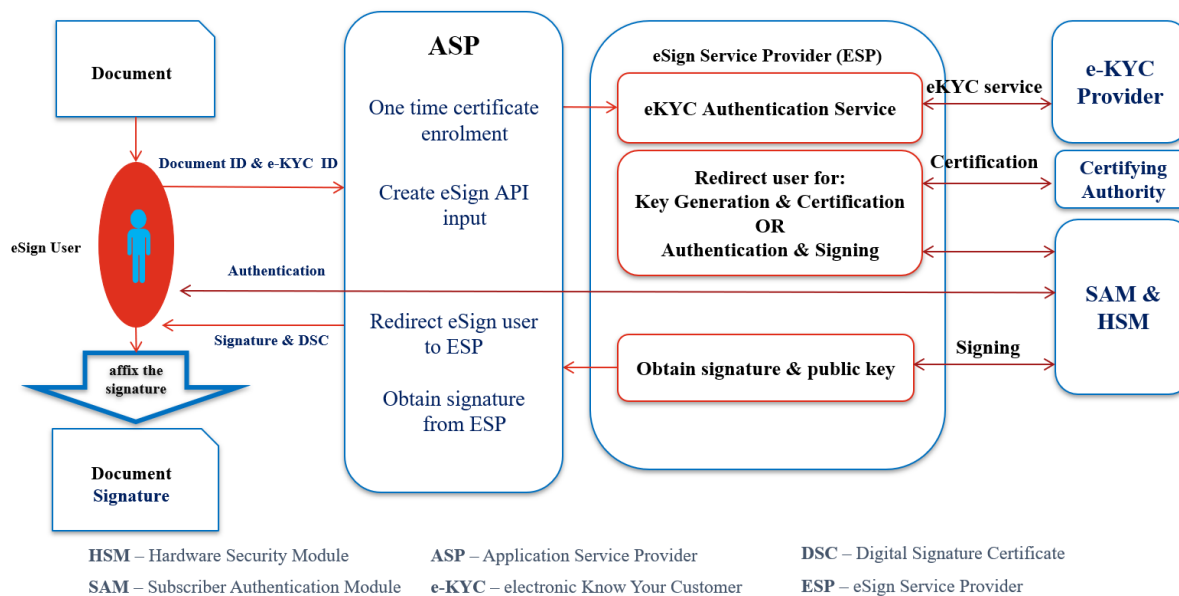 Document
Document ID & e-KYC  ID
eSign User
Authentication
Signature & DSC
affix the
signature
Document
Signature
ASP
One time certificate
enrolment
Create eSign API
input
Redirect eSign user
to ESP
Obtain signature
from ESP
eSign Service Provider (ESP)
eKYC Authentication Service
Redirect user for:
Key Generation & Certification
OR
Authentication & Signing
Obtain signature & public key
eKYC service
Certification
Signing
e-KYC
Provider
Certifying
Authority
SAM &
HSM
HSM – Hardware Security Module
ASP – Application Service Provider
DSC – Digital Signature Certificate
SAM – Subscriber Authentication Module
e-KYC – electronic Know Your Customer
ESP – eSign Service Provider